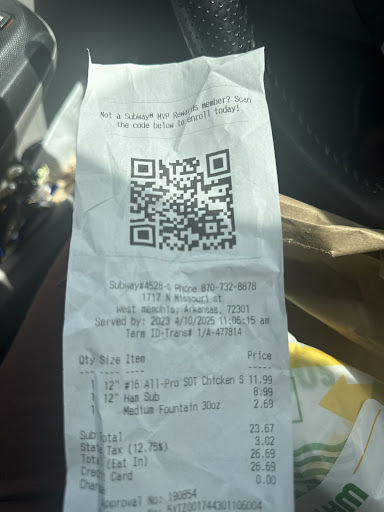 Not a Subway® MVP Rewards member? Scan
the code below to enroll today!
Subway#4528-0 Phone 870-732-8878
1717 N Missouri st
west memphis, Arkansas, 72301
Served by: 2023 4/10/2025 11:06:15 am
Term ID-Trans# 1/A-477814
Qty Size Item Price
1 12" #16 All-Pro SOT Chicken S 11.99
1 12" Ham Sub 8.99
1 Medium Fountain 30oz 2.69
Sub Total 23.67
State Tax (12.75%) 3.02
Total (Eat In) 26.69
Credit Card 26.69
Change 0.00
Approval No: 190854